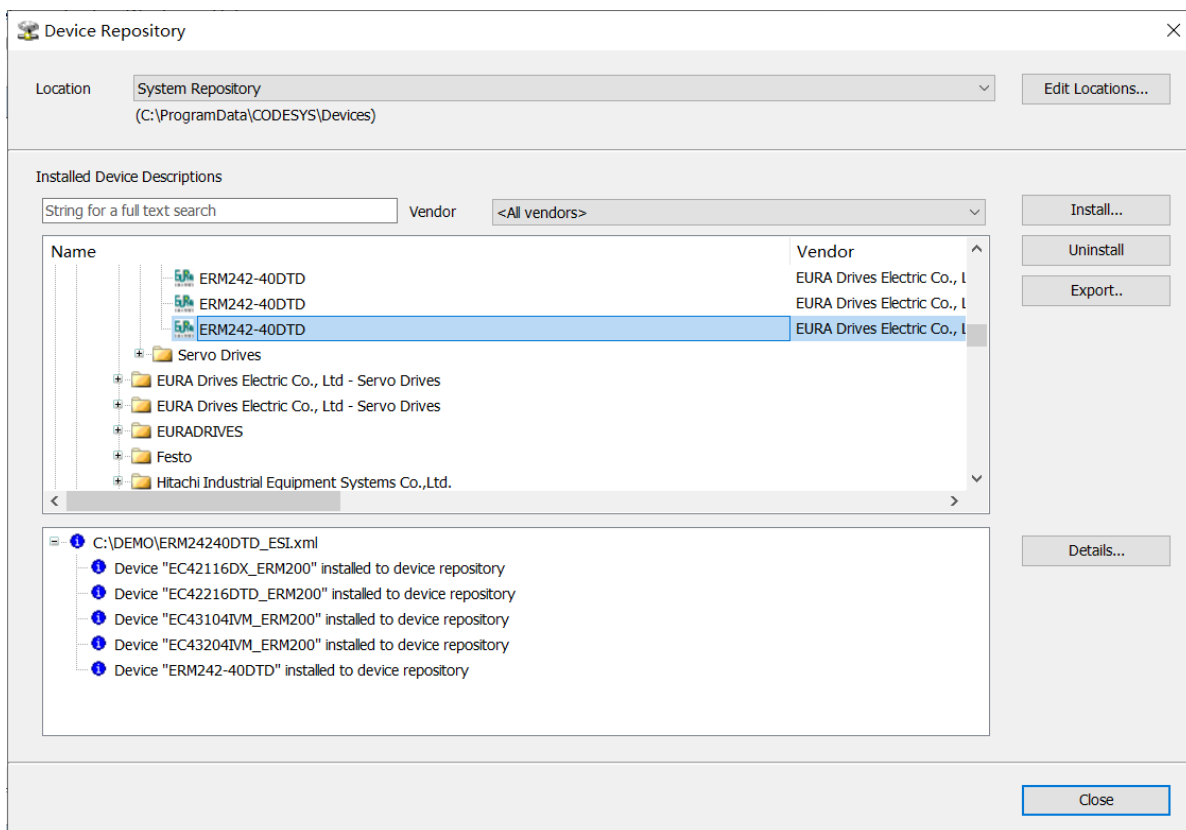 Device Repository
Location
System Repository
Edit Locations...
(C:\ProgramData\CODESYS\Devices)
Installed Device Descriptions
String for a full text search
Vendor
<All vendors>
Install...
Name
Vendor
Uninstall
ERM242-40DTD
EURA Drives Electric Co., L
Export..
ERM242-40DTD
EURA Drives Electric Co., L
ERM242-40DTD
EURA Drives Electric Co., L
Servo Drives
EURA Drives Electric Co., Ltd - Servo Drives
EURA Drives Electric Co., Ltd - Servo Drives
EURADRIVES
Festo
Hitachi Industrial Equipment Systems Co.,Ltd.
C:\DEMO\ERM24240DTD_ESI.xml
Details...
Device "EC42116DX_ERM200" installed to device repository
Device "EC42216DTD_ERM200" installed to device repository
Device "EC43104IVM_ERM200" installed to device repository
Device "EC43204IVM_ERM200" installed to device repository
Device "ERM242-40DTD" installed to device repository
Close